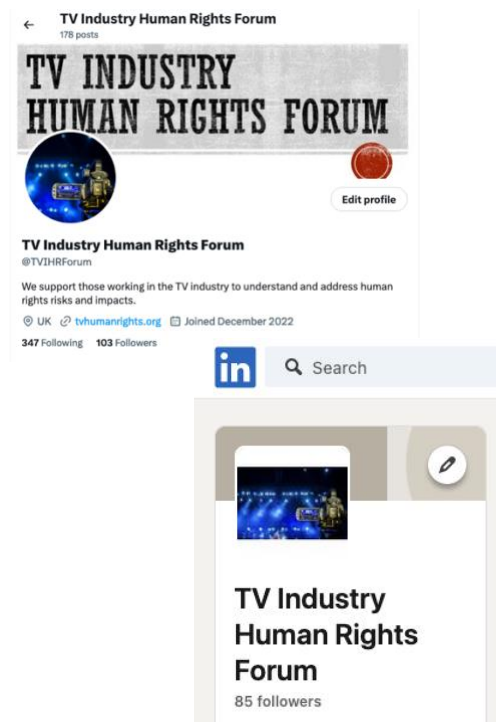 TV Industry Human Rights Forum
178 posts
TV INDUSTRY
HUMAN RIGHTS FORUM
Edit profile
TV Industry Human Rights Forum
@TVIHRForum
We support those working in the TV industry to understand and address human
rights risks and impacts.
UK tvhumanrights.org Joined December 2022
347 Following 103 Followers
in Search
TV Industry
Human Rights
Forum
85 followers